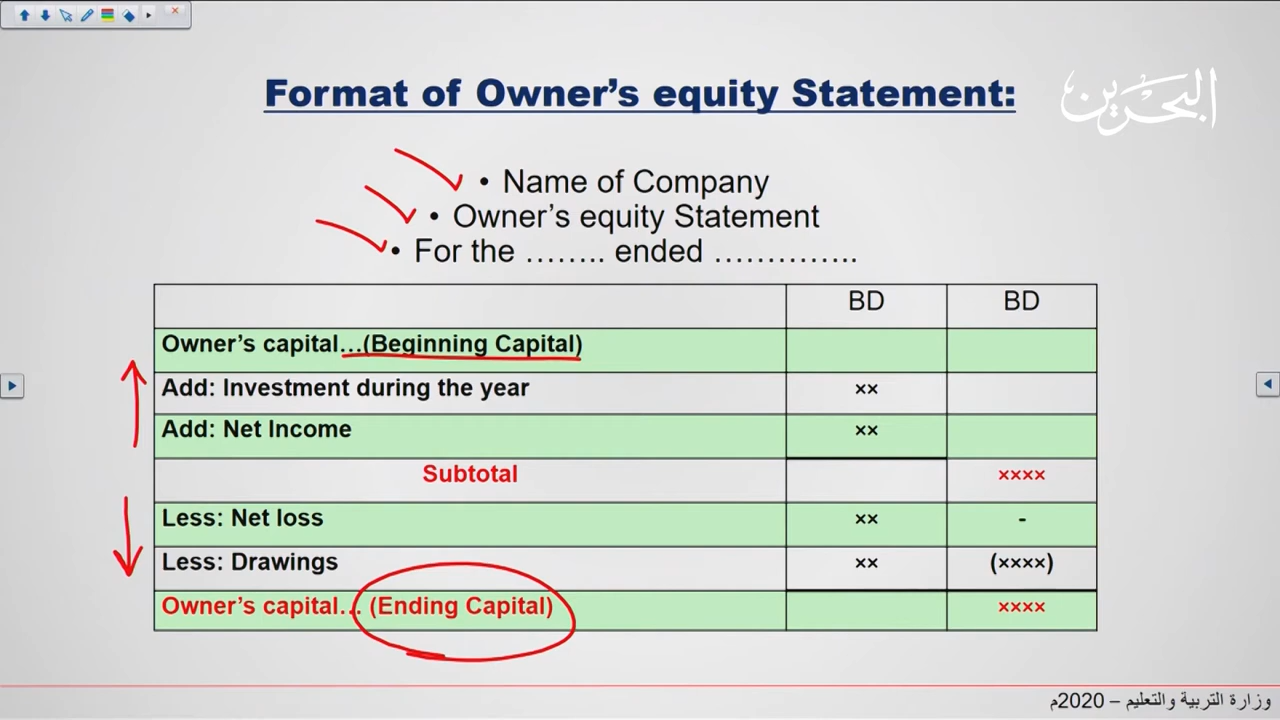 Format of Owner’s equity Statement:
البحرين
• Name of Company
• Owner’s equity Statement
• For the …….. ended …………..
BD BD
Owner’s capital…(Beginning Capital)
Add: Investment during the year ××
Add: Net Income ××
Subtotal ××××
Less: Net loss ×× -
Less: Drawings ×× (××××)
Owner’s capital… (Ending Capital) ××××
وزارة التربية والتعليم – 2020م